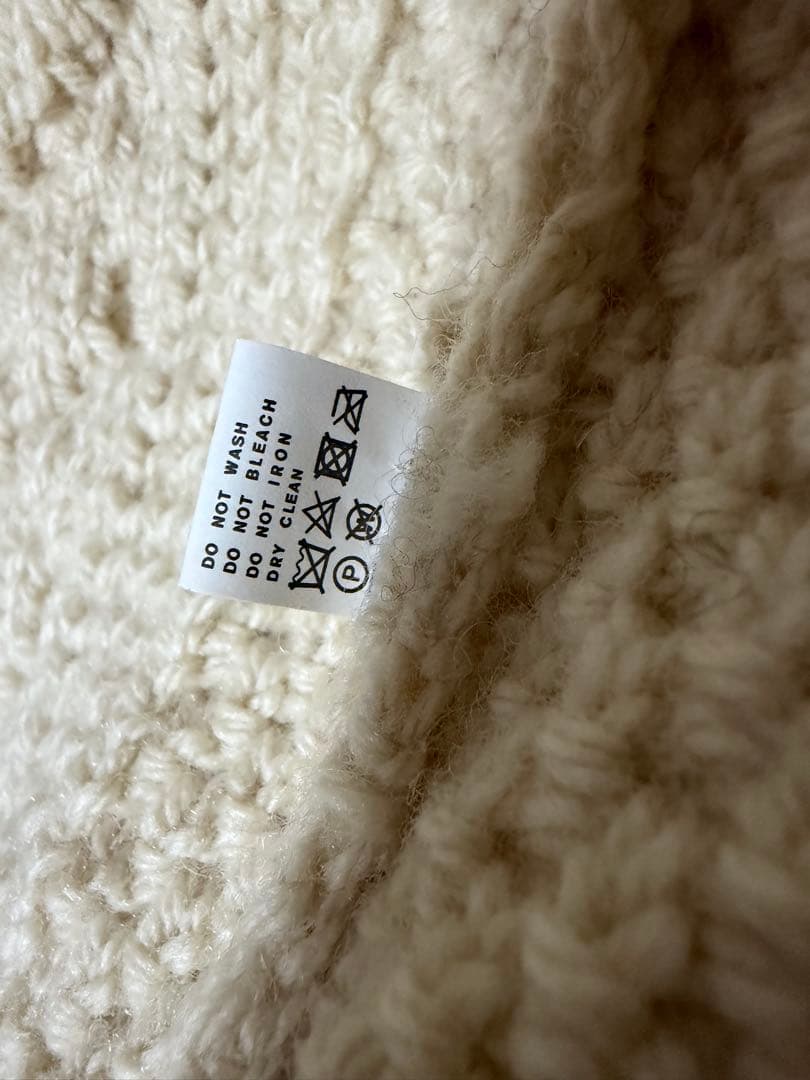 DO NOT WASH
DO NOT BLEACH
DO NOT IRON
DRY CLEAN
P